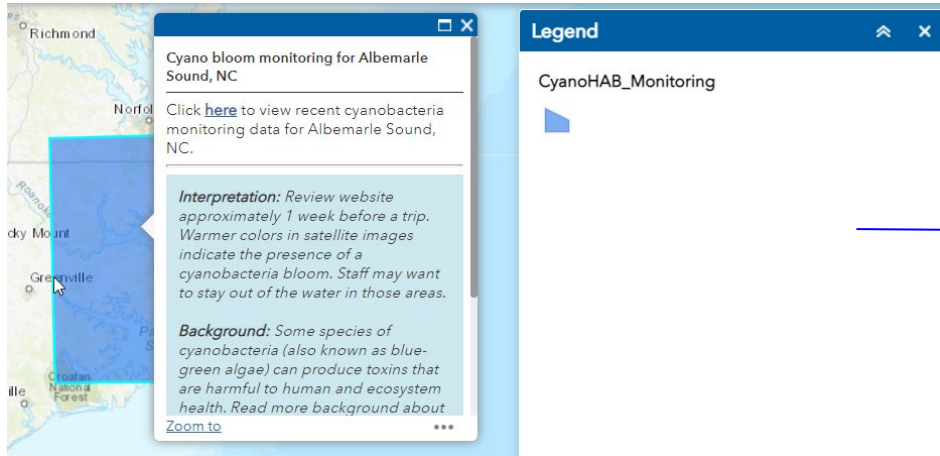 Richmond
Norfol
Roanoke
cky Mount
Greenville
Croatan
National
Forest
ille
Cyano bloom monitoring for Albemarle
Sound, NC
Click here to view recent cyanobacteria
monitoring data for Albemarle Sound,
NC.
Interpretation: Review website
approximately 1 week before a trip.
Warmer colors in satellite images
indicate the presence of a
cyanobacteria bloom. Staff may want
to stay out of the water in those areas.
Background: Some species of
cyanobacteria (also known as blue-
green algae) can produce toxins that
are harmful to human and ecosystem
health. Read more background about
Zoom to
Legend
CyanoHAB_Monitoring